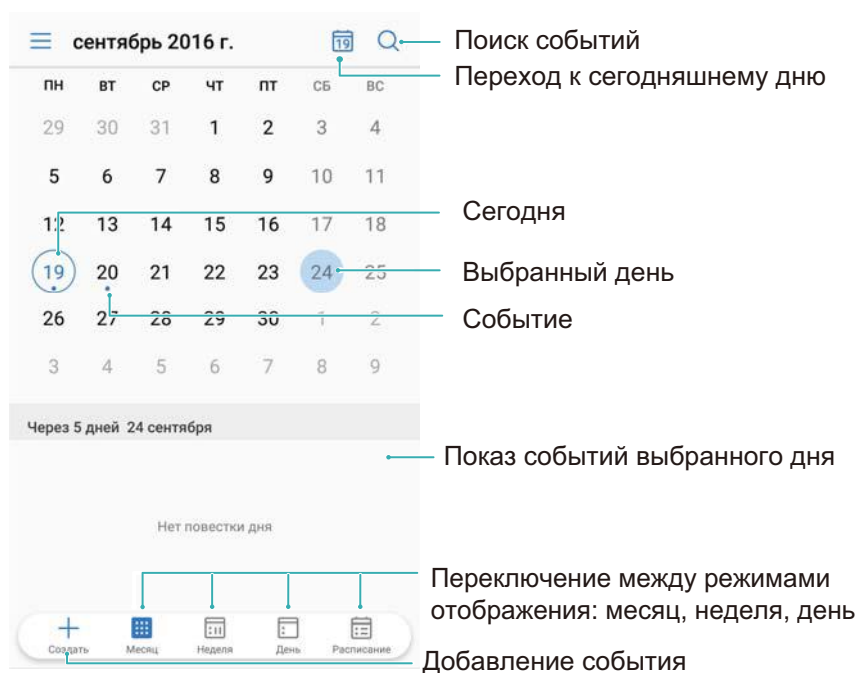 сентябрь 2016 г.
19
Поиск событий
Переход к сегодняшнему дню
ПН ВТ СР ЧТ ПТ СБ ВС
29 30 31 1 2 3 4
5 6 7 8 9 10 11
12 13 14 15 16 17 18
Сегодня
19 20 21 22 23 24 25
Выбранный день
26 27 28 29 30 1 2
Событие
3 4 5 6 7 8 9
Через 5 дней 24 сентября
Показ событий выбранного дня
Нет повестки дня
Переключение между режимами
отображения: месяц, неделя, день
Создать Месяц Неделя День Расписание
Добавление события